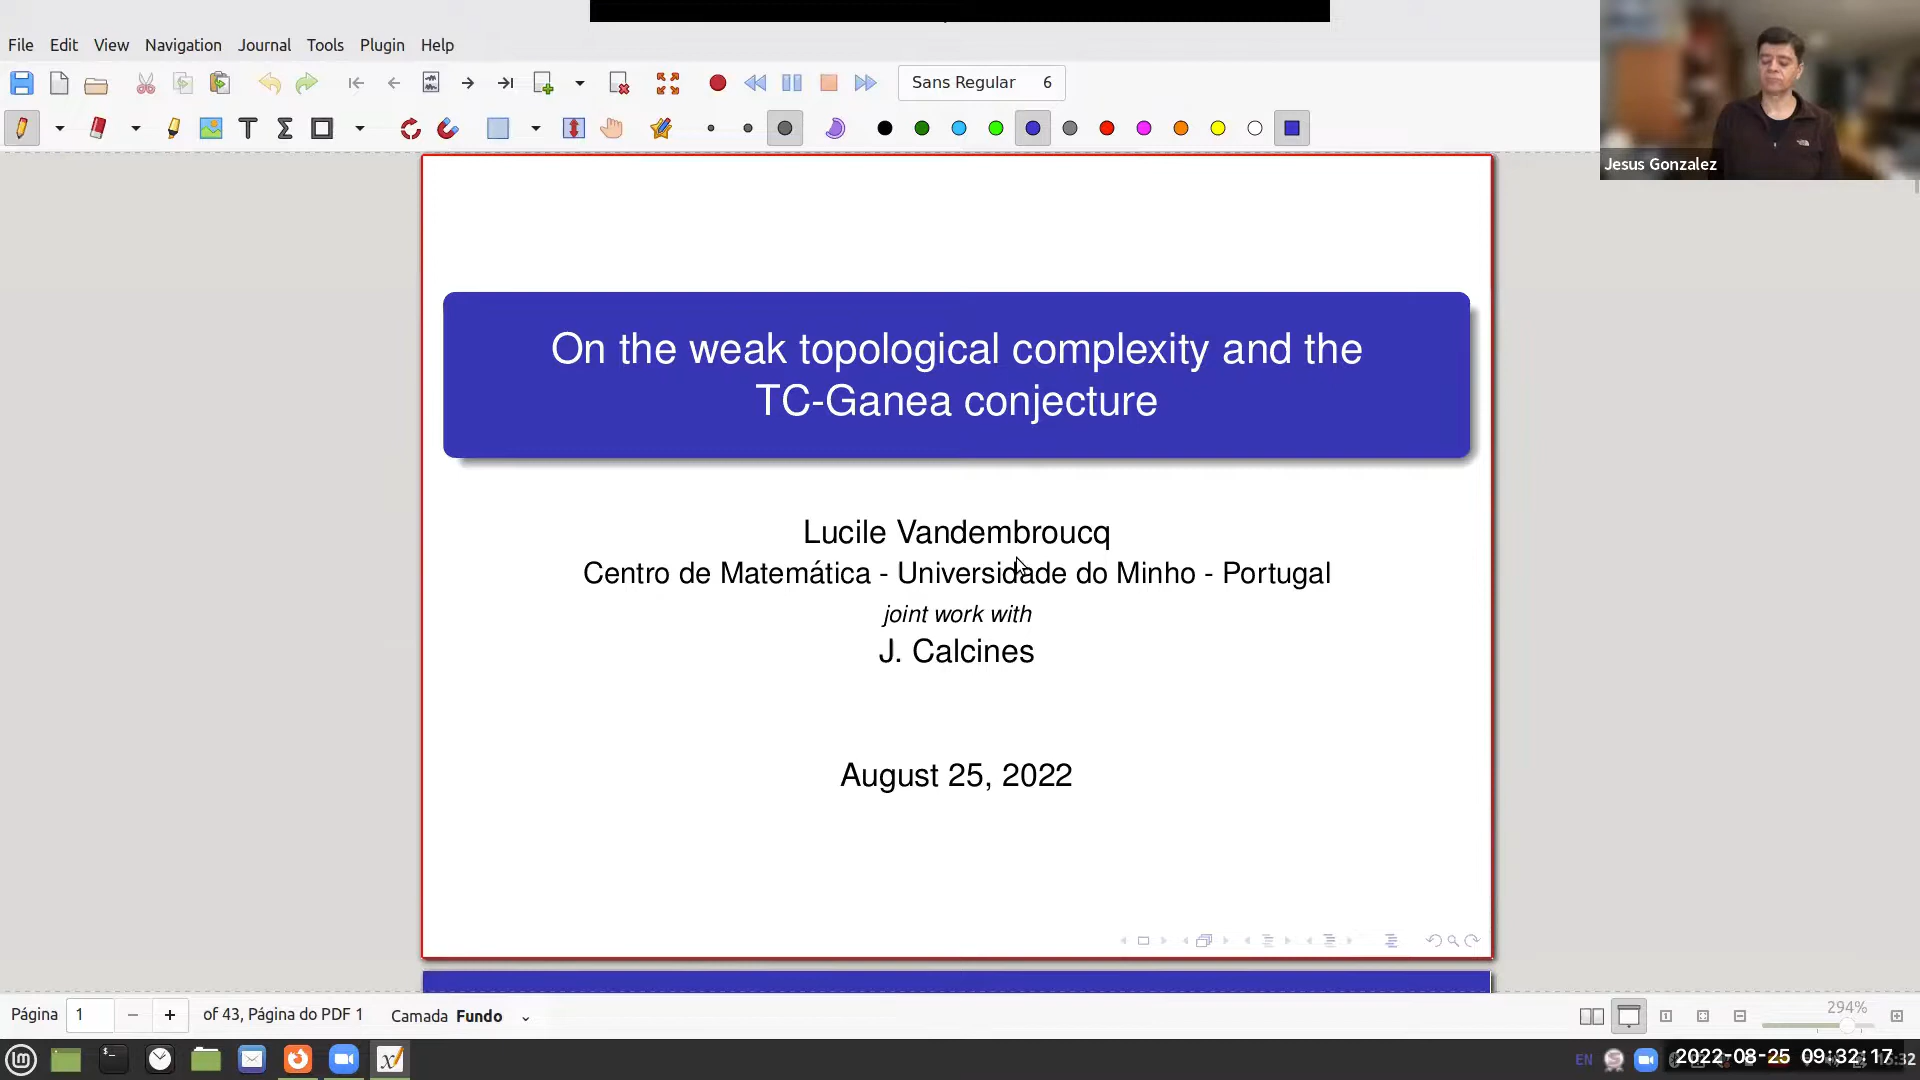 File Edit View Navigation Journal Tools Plugin Help
Sans Regular 6
Jesus Gonzalez
On the weak topological complexity and the
TC-Ganea conjecture
Lucile Vandembroucq
Centro de Matemática - Universidade do Minho - Portugal
joint work with
J. Calcines
August 25, 2022
Página 1 of 43, Página do PDF 1 Camada Fundo
294%
EN 2022-08-25 09:32:17